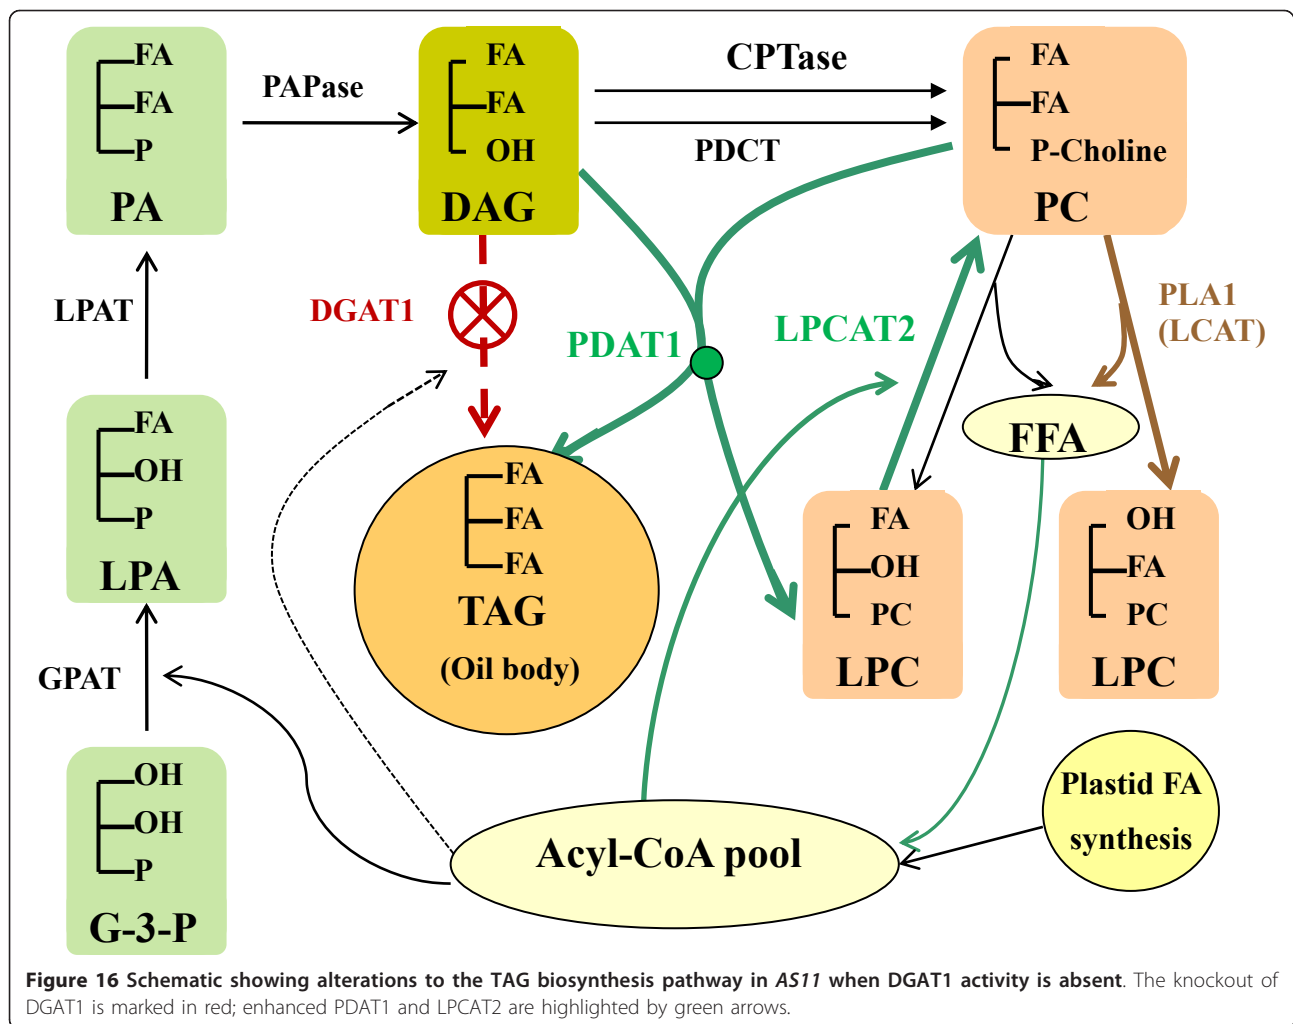 FA
FA
P
PA
PAPase
FA
FA
OH
DAG
CPTase
PDCT
FA
FA
P-Choline
PC
LPAT
DGAT1
PDAT1
LPCAT2
PLA1
(LCAT)
FFA
FA
OH
P
LPA
FA
FA
FA
TAG
(Oil body)
FA
OH
PC
LPC
OH
FA
PC
LPC
GPAT
OH
OH
P
G-3-P
Acyl-CoA pool
Plastid FA
synthesis
Figure 16 Schematic showing alterations to the TAG biosynthesis pathway in AS11 when DGAT1 activity is absent. The knockout of
DGAT1 is marked in red; enhanced PDAT1 and LPCAT2 are highlighted by green arrows.